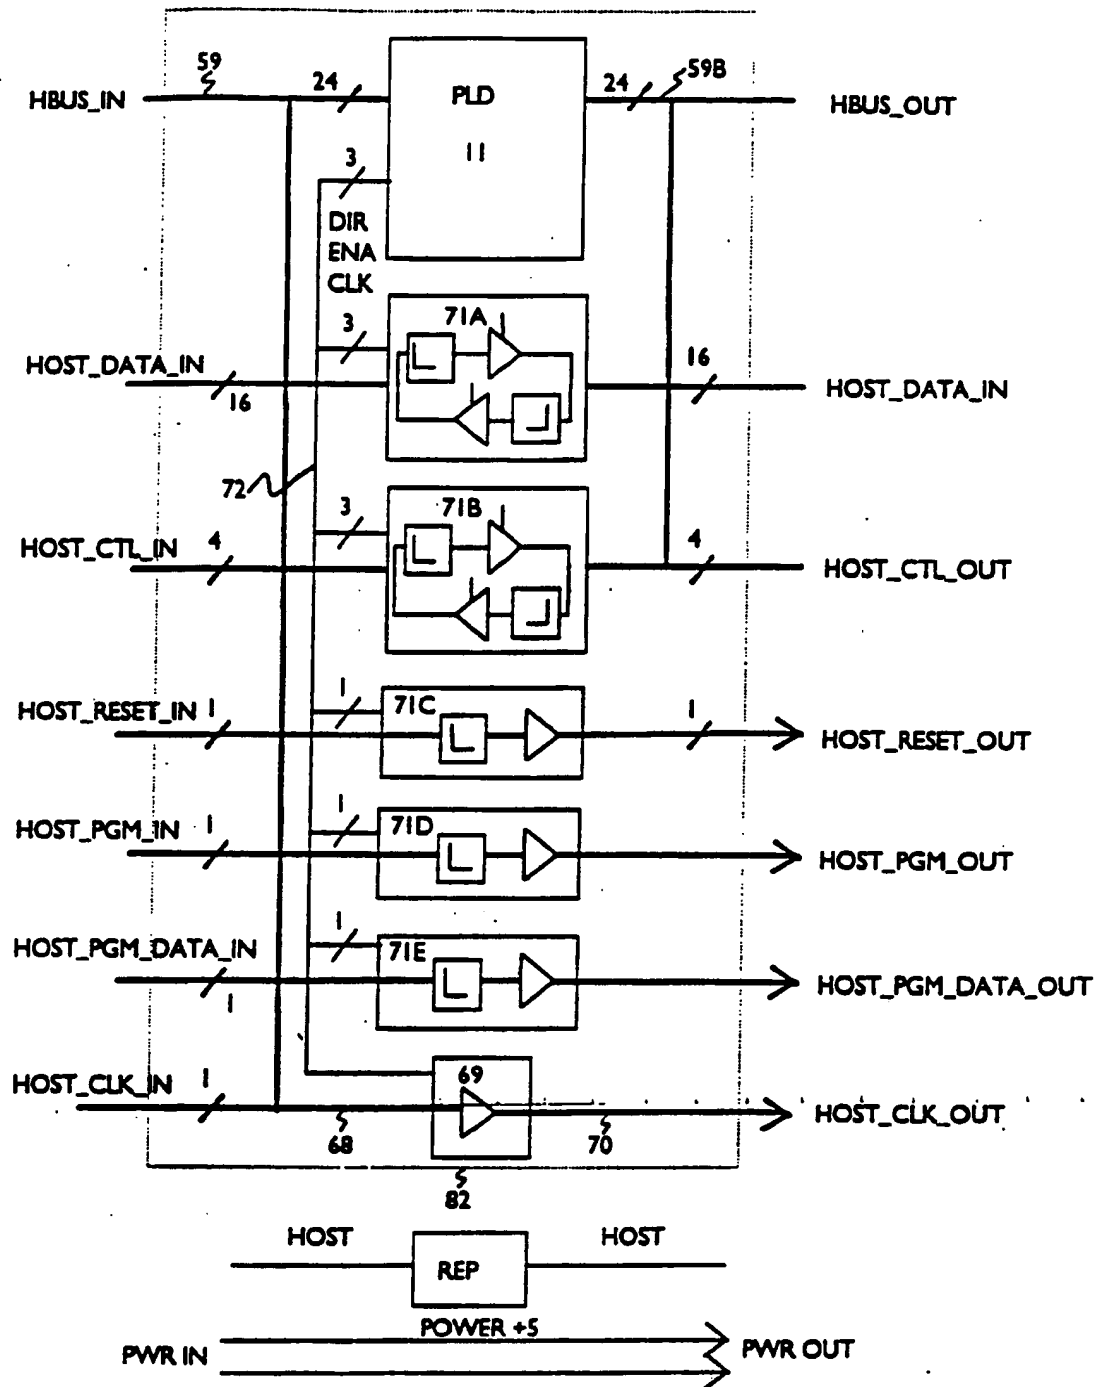 59
24
PLD
24
59B
HBUS_IN
HBUS_OUT
11
3
DIR
ENA
CLK
3
71A
16
HOST_DATA_IN
16
HOST_DATA_IN
72
3
71B
HOST_CTL_IN
4
4
HOST_CTL_OUT
HOST_RESET_IN
1
1
71C
1
HOST_RESET_OUT
HOST_PGM_IN
1
1
71D
HOST_PGM_OUT
HOST_PGM_DATA_IN
1
71E
1
HOST_PGM_DATA_OUT
HOST_CLK_IN
1
69
HOST_CLK_OUT
68
70
82
HOST
HOST
REP
POWER +5
PWR IN
PWR OUT